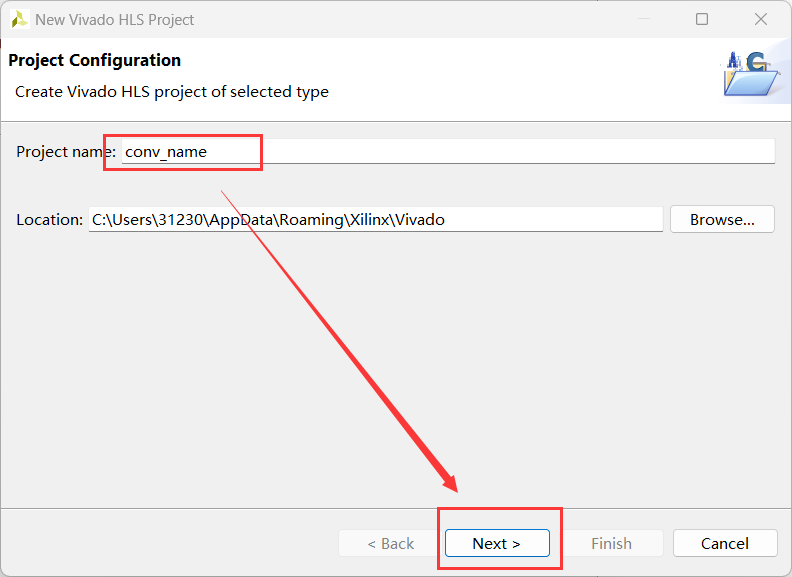 New Vivado HLS Project
Project Configuration
Create Vivado HLS project of selected type
Project name: conv_name
Location: C:\Users\31230\AppData\Roaming\Xilinx\Vivado Browse...
< Back Next > Finish Cancel